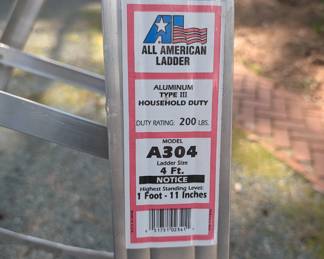 AL
ALL AMERICAN
LADDER
ALUMINUM
TYPE III
HOUSEHOLD DUTY
DUTY RATING: 200 LBS.
MODEL
A304
Ladder Size
4 Ft.
NOTICE
Highest Standing Level:
1 Foot - 11 Inches